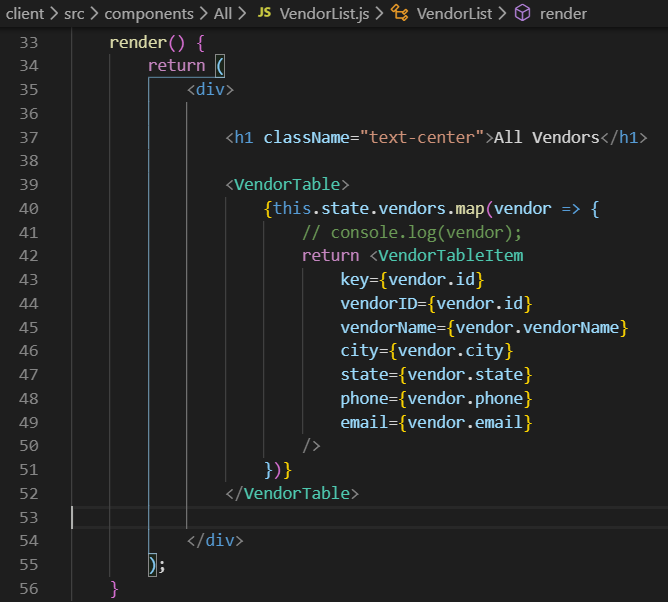 client > src > components > All > JS VendorList.js > VendorList > render
33 render() {
34 return (
35 <div>
36
37 <h1 className="text-center">All Vendors</h1>
38
39 <VendorTable>
40 {this.state.vendors.map(vendor => {
41 // console.log(vendor);
42 return <VendorTableItem
43 key={vendor.id}
44 vendorID={vendor.id}
45 vendorName={vendor.vendorName}
46 city={vendor.city}
47 state={vendor.state}
48 phone={vendor.phone}
49 email={vendor.email}
50 />
51 })}
52 </VendorTable>
53
54 </div>
55 );
56 }